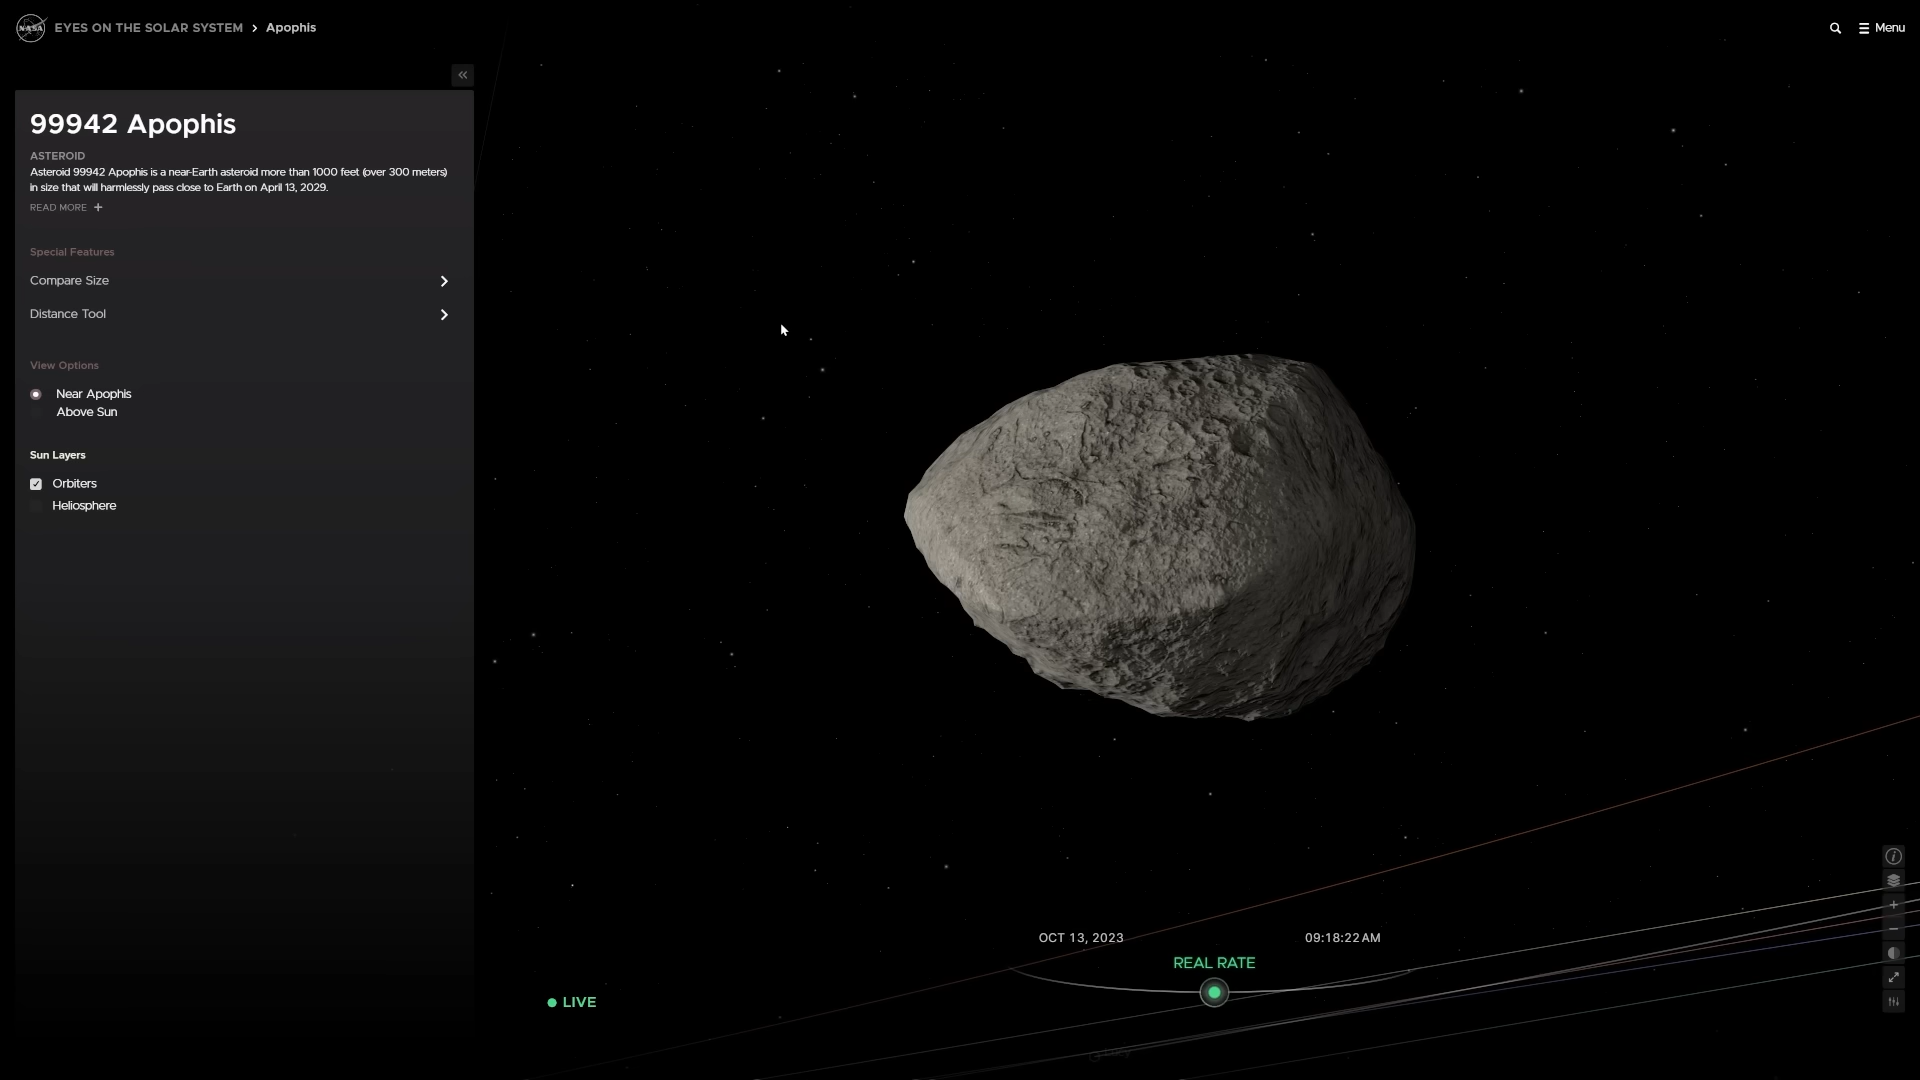 NASA
EYES ON THE SOLAR SYSTEM > Apophis
Menu
99942 Apophis
ASTEROID
Asteroid 99942 Apophis is a near-Earth asteroid more than 1000 feet (over 300 meters)
in size that will harmlessly pass close to Earth on April 13, 2029.
READ MORE +
Special Features
Compare Size
Distance Tool
View Options
Near Apophis
Above Sun
Sun Layers
Orbiters
Heliosphere
OCT 13, 2023
09:18:22 AM
REAL RATE
LIVE